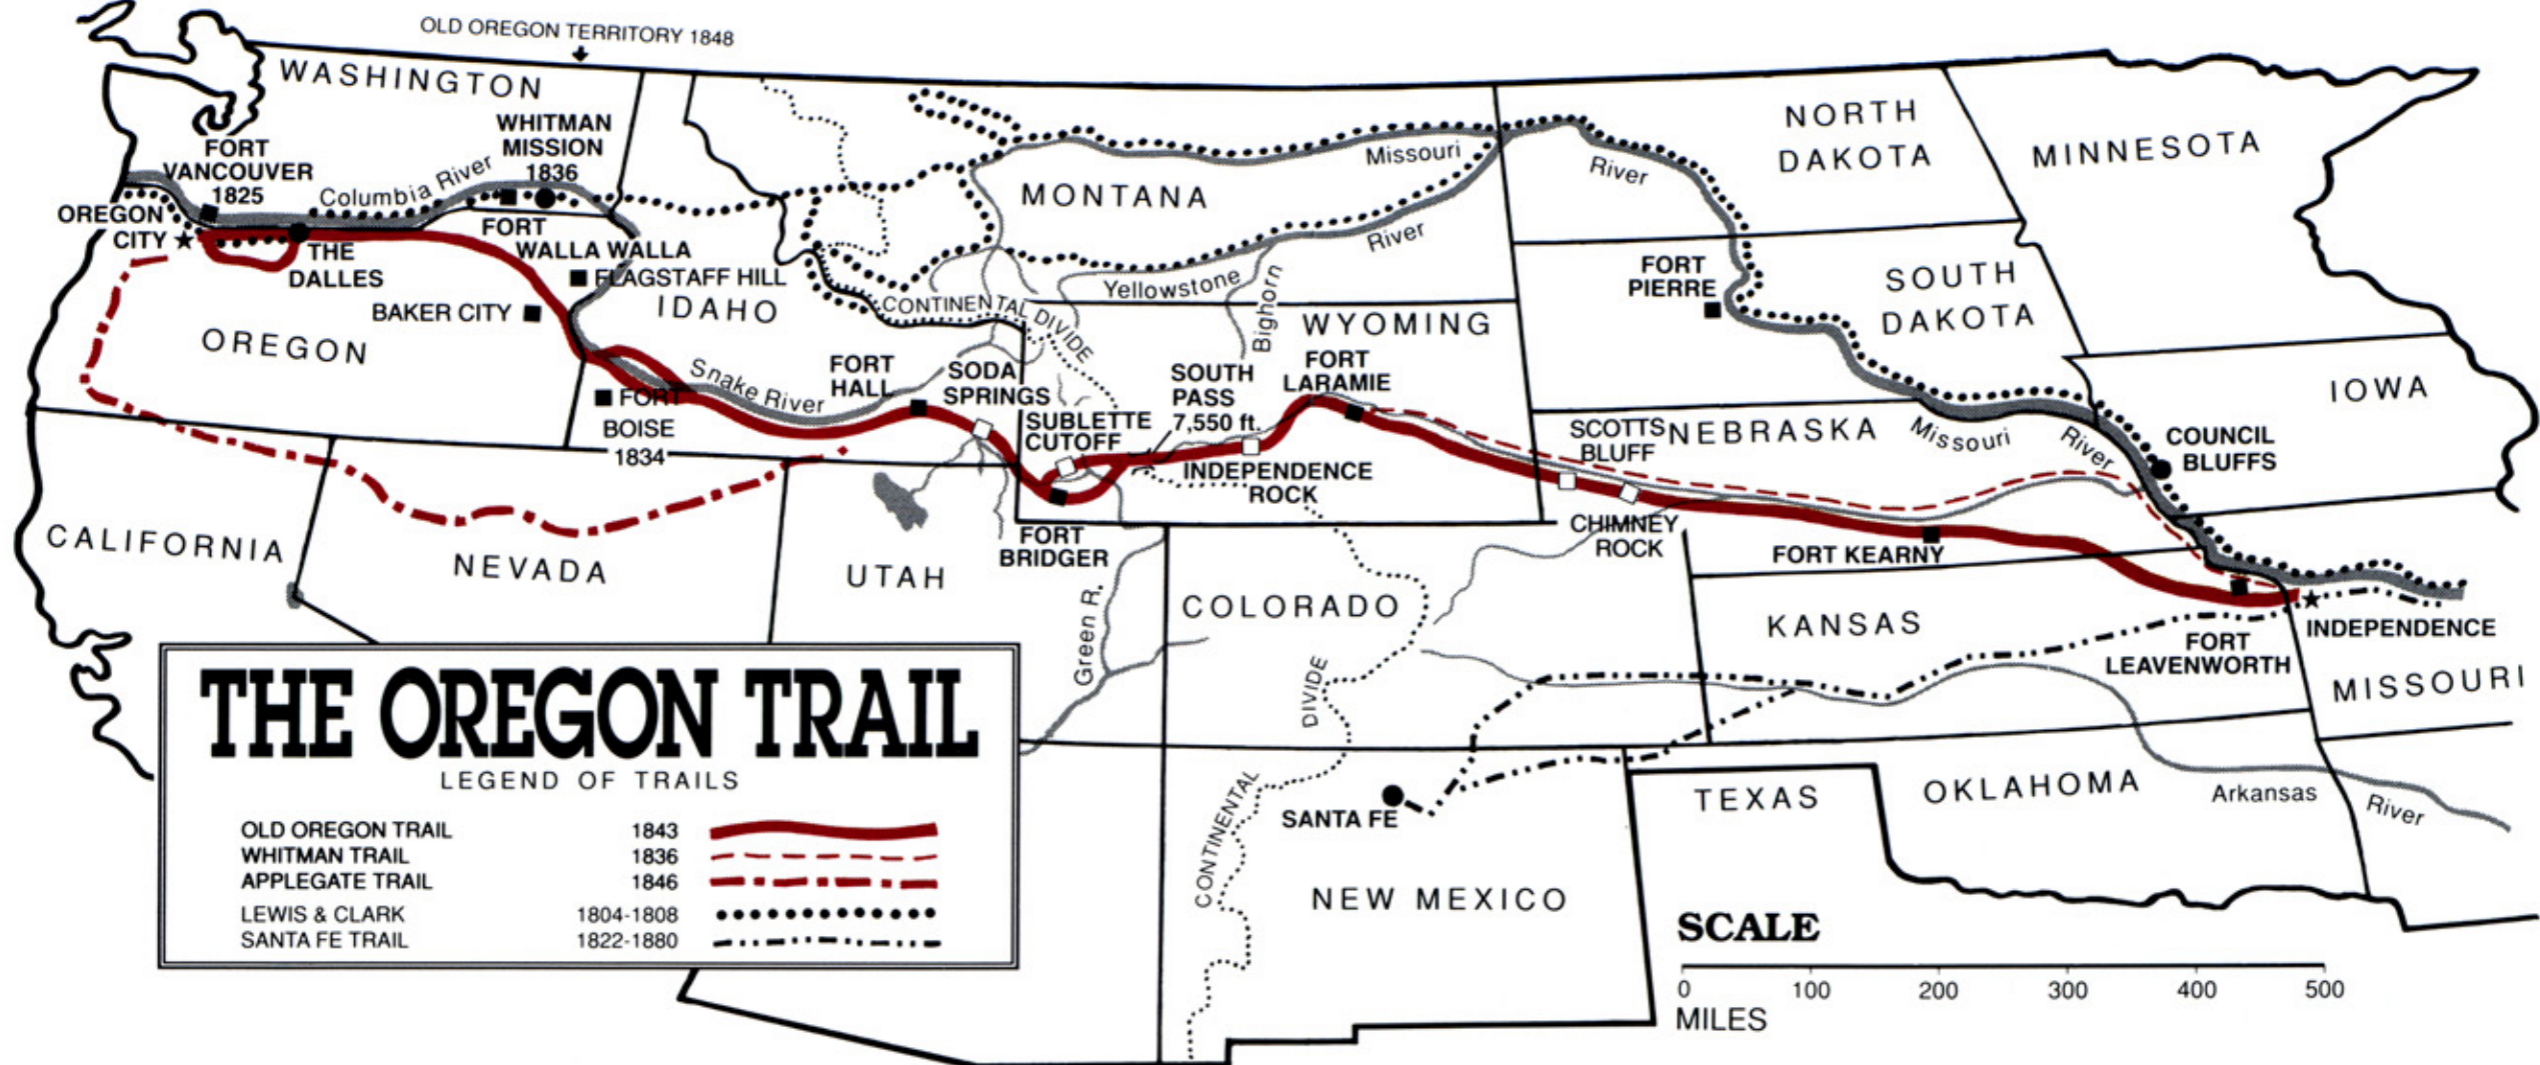 OLD OREGON TERRITORY 1848
WASHINGTON
FORT
VANCOUVER
1825
Columbia River
WHITMAN
MISSION
1836
OREGON
CITY
THE
DALLES
FORT
WALLA WALLA
FLAGSTAFF HILL
BAKER CITY
OREGON
IDAHO
FORT
BOISE
1834
Snake River
FORT
HALL
SODA
SPRINGS
MONTANA
Missouri
River
Yellowstone
River
Bighorn
CONTINENTAL DIVIDE
WYOMING
SUBLETTE
CUTOFF
SOUTH
PASS
7,550 ft.
FORT
LARAMIE
INDEPENDENCE
ROCK
FORT
BRIDGER
NORTH
DAKOTA
MINNESOTA
FORT
PIERRE
SOUTH
DAKOTA
IOWA
SCOTTS
BLUFF
NEBRASKA
Missouri
River
COUNCIL
BLUFFS
CHIMNEY
ROCK
FORT KEARNY
CALIFORNIA
NEVADA
UTAH
Green R.
COLORADO
KANSAS
FORT
LEAVENWORTH
INDEPENDENCE
MISSOURI
CONTINENTAL
DIVIDE
SANTA FE
NEW MEXICO
TEXAS
OKLAHOMA
Arkansas
River
THE OREGON TRAIL
LEGEND OF TRAILS
OLD OREGON TRAIL 1843
WHITMAN TRAIL 1836
APPLEGATE TRAIL 1846
LEWIS & CLARK 1804-1808
SANTA FE TRAIL 1822-1880
SCALE
0 100 200 300 400 500
MILES